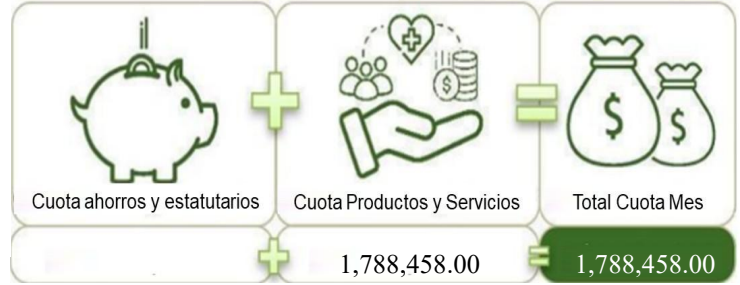 Cuota ahorros y estatutarios
Cuota Productos y Servicios
Total Cuota Mes
1,788,458.00
1,788,458.00